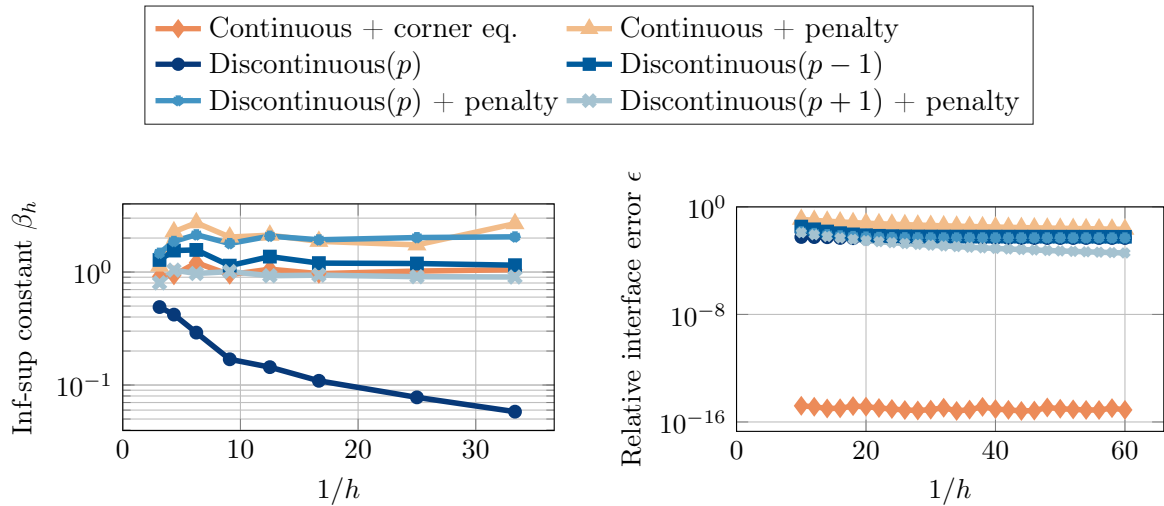 Continuous + corner eq. Continuous + penalty
Discontinuous(p) Discontinuous(p − 1)
Discontinuous(p) + penalty Discontinuous(p + 1) + penalty
Inf-sup constant β_h
10^0
10^−1
0 10 20 30
1/h
Relative interface error ϵ
10^0
10^−8
10^−16
0 20 40 60
1/h